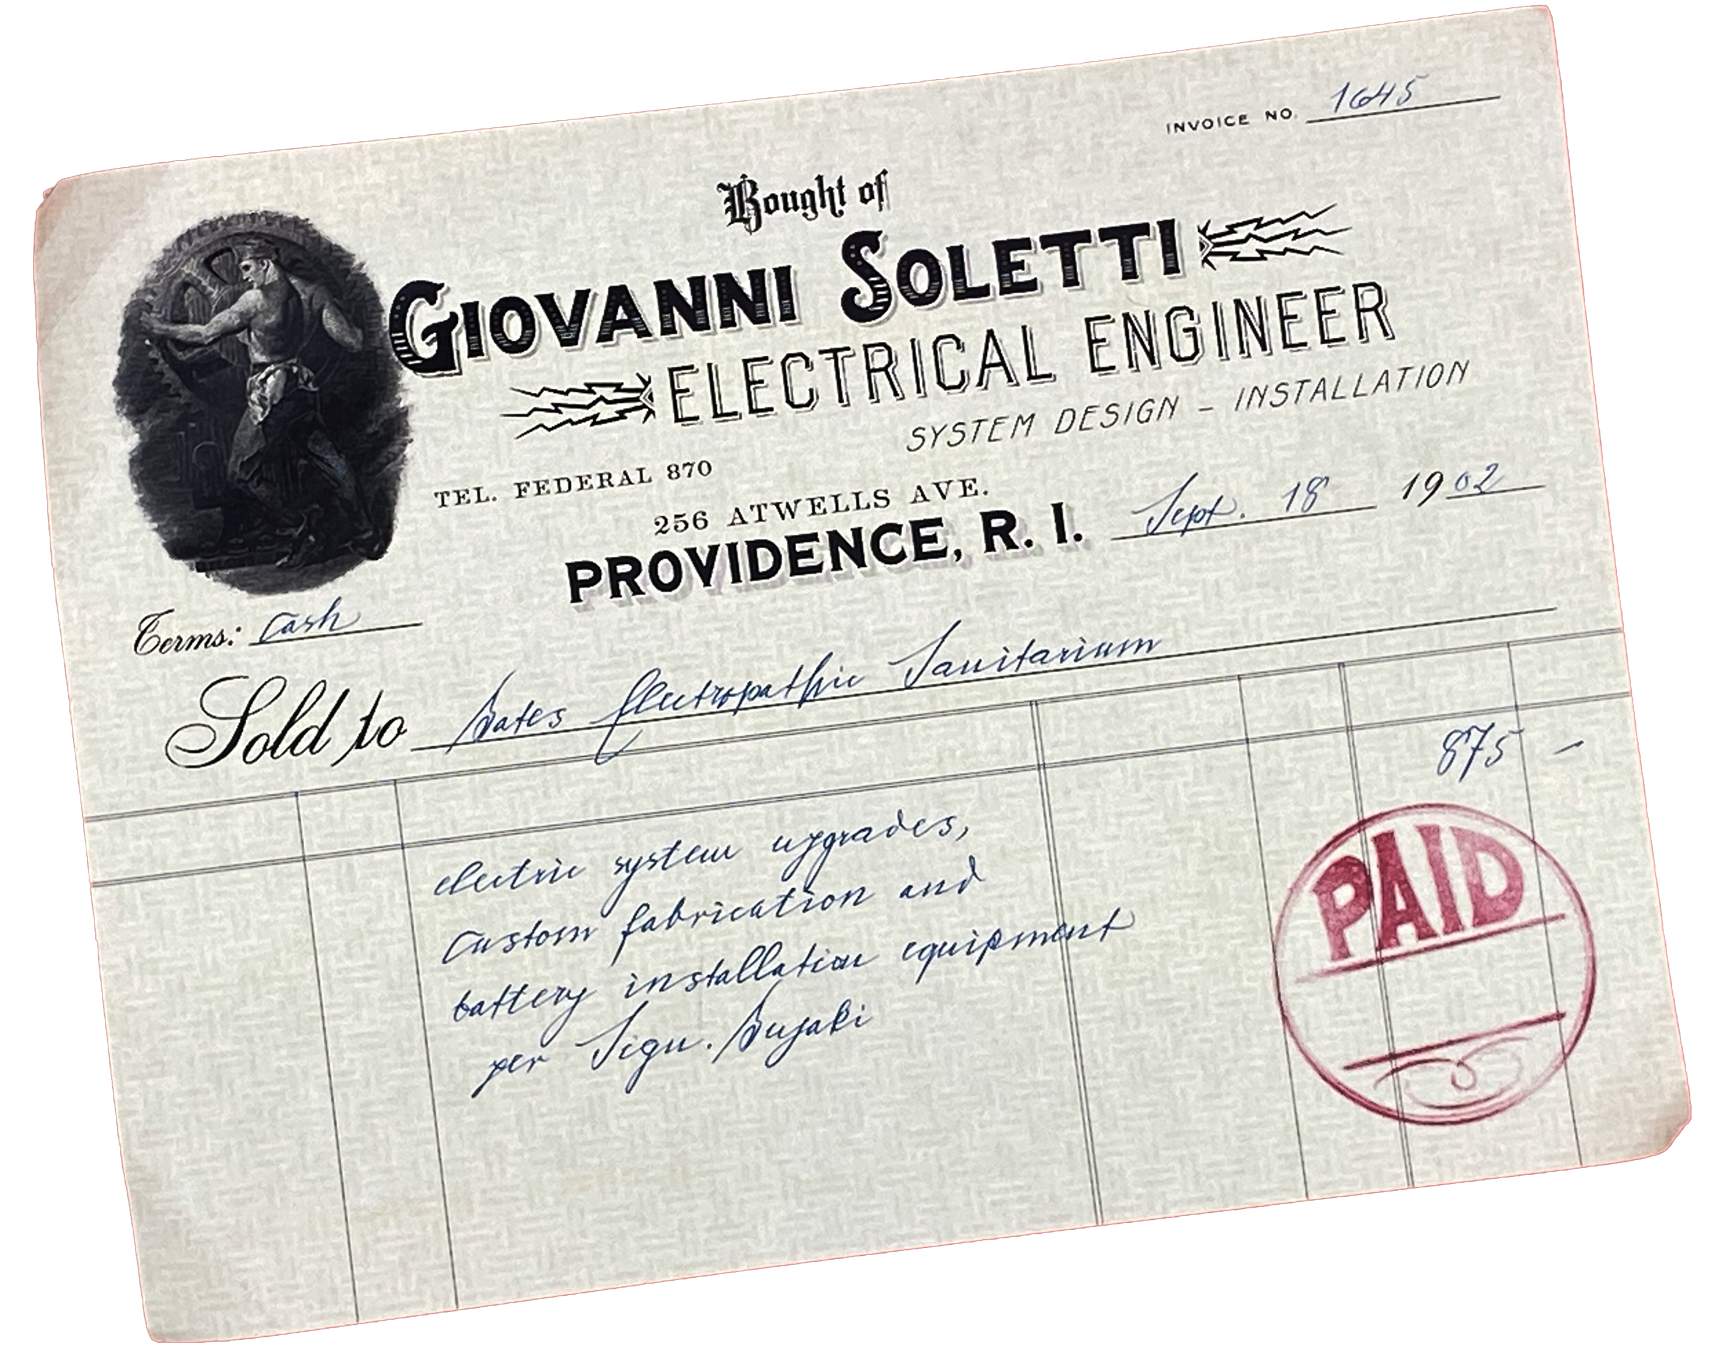 INVOICE NO. 1645
Bought of
GIOVANNI SOLETTI
ELECTRICAL ENGINEER
SYSTEM DESIGN - INSTALLATION
TEL. FEDERAL 870
256 ATWELLS AVE.
PROVIDENCE, R. I. Sept. 18 1902
Terms: Cash
Sold to Bates Electropathic Sanitarium
875 —
electric system upgrades,
custom fabrication and
battery installation equipment
per Sign. Bujaki
PAID